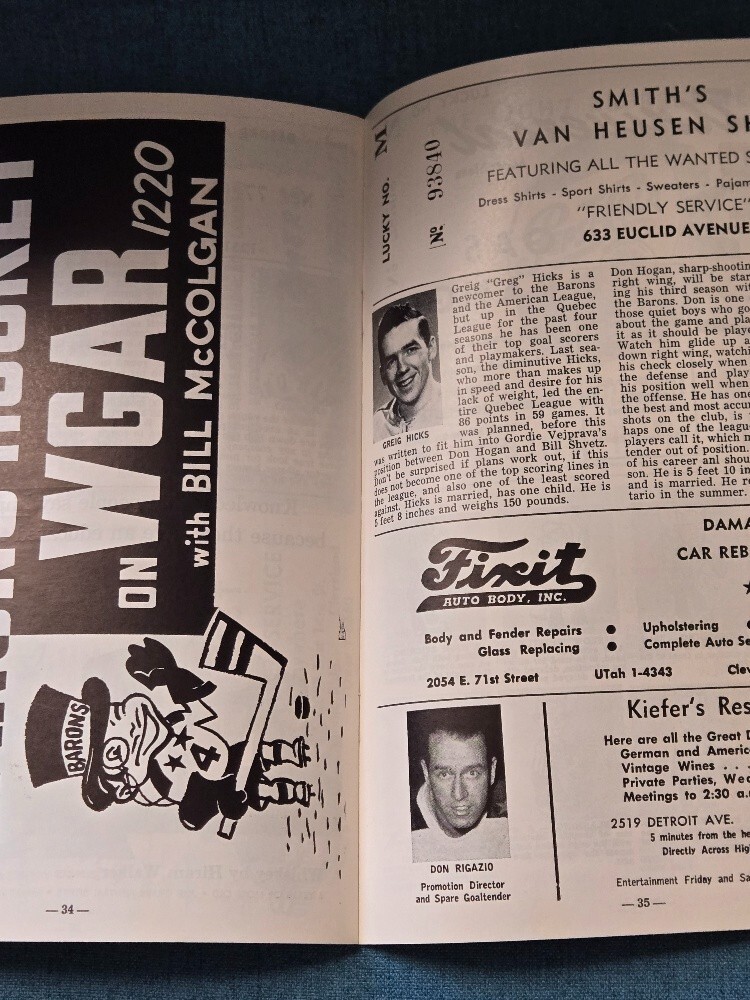 HOCKEY
ON WGAR/1220
with BILL McCOLGAN
BARONS
4
— 34 —
LUCKY NO. M
No. 93840
SMITH'S
VAN HEUSEN
FEATURING ALL THE WANTED
Dress Shirts - Sport Shirts - Sweaters -
"FRIENDLY SERVICE"
633 EUCLID AVENUE
Greig "Greg" Hicks is a
newcomer to the Barons
and the American League,
but up in the Quebec
League for the past four
seasons he has been one
of their top goal scorers
and playmakers. Last sea-
son, the diminutive Hicks,
who more than makes up
in speed and desire for his
lack of weight, led the en-
tire Quebec League with
86 points in 59 games. It
was planned, before this
was written to fit him into Gordie Vejprava's
position between Don Hogan and Bill Shvetz.
Don't be surprised if plans work out, if this
does not become one of the top scoring lines in
the league, and also one of the least scored
against. Hicks is married, has one child. He is
5 feet 8 inches and weighs 150 pounds.
GREIG HICKS
Don Hogan, sharp-shooting
right wing, will be star
ing his third season wit
the Barons. Don is one
those quiet boys who go
about the game and pla
it as it should be playe
Watch him glide up a
down right wing, watch
his check closely when
the defense and play
his position well when
the offense. He has one
the best and most accur
shots on the club, is
haps one of the league
players call it, which n
tender out of position.
of his career and shou
son. He is 5 feet 10 in
and is married. He re
tario in the summer.
Fixit
AUTO BODY, INC.
DAMA
CAR REB
Body and Fender Repairs ● Upholstering ●
Glass Replacing ● Complete Auto Se
2054 E. 71st Street UTah 1-4343 Clev
DON RIGAZIO
Promotion Director
and Spare Goaltender
Kiefer's Res
Here are all the Great D
German and America
Vintage Wines . . .
Private Parties, Wed
Meetings to 2:30 a.m
2519 DETROIT AVE.
5 minutes from the he
Directly Across High
Entertainment Friday and Sa
— 35 —